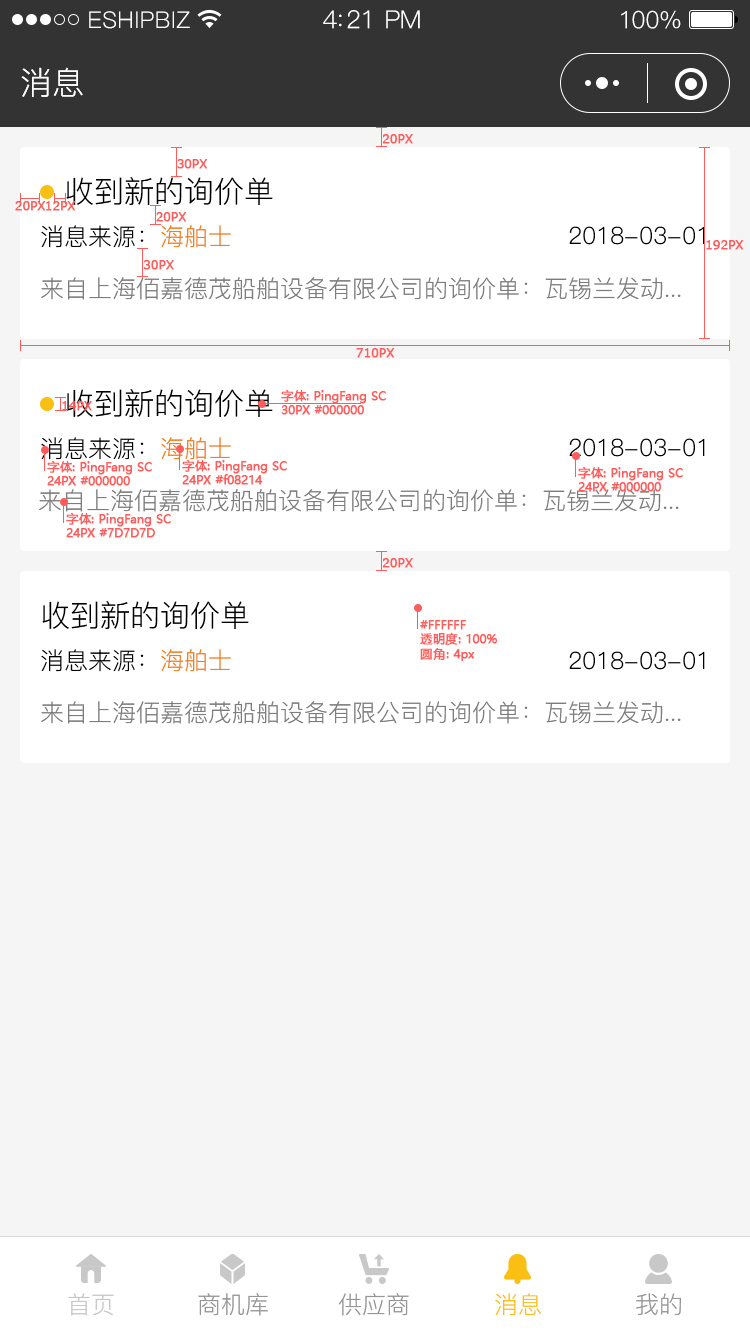 ESHIPBIZ 4:21 PM 100%
消息
20PX
30PX
收到新的询价单
20PX12PX
20PX
消息来源：海舶士 2018-03-01
192PX
30PX
来自上海佰嘉德茂船舶设备有限公司的询价单：瓦锡兰发动...
710PX
收到新的询价单
14PX
字体: PingFang SC
30PX #000000
消息来源：海舶士 2018-03-01
字体: PingFang SC
24PX #000000
字体: PingFang SC
24PX #f08214
字体: PingFang SC
24PX #000000
来自上海佰嘉德茂船舶设备有限公司的询价单：瓦锡兰发动...
字体: PingFang SC
24PX #7D7D7D
20PX
收到新的询价单
#FFFFFF
透明度: 100%
圆角: 4px
消息来源：海舶士 2018-03-01
来自上海佰嘉德茂船舶设备有限公司的询价单：瓦锡兰发动...
首页 商机库 供应商 消息 我的